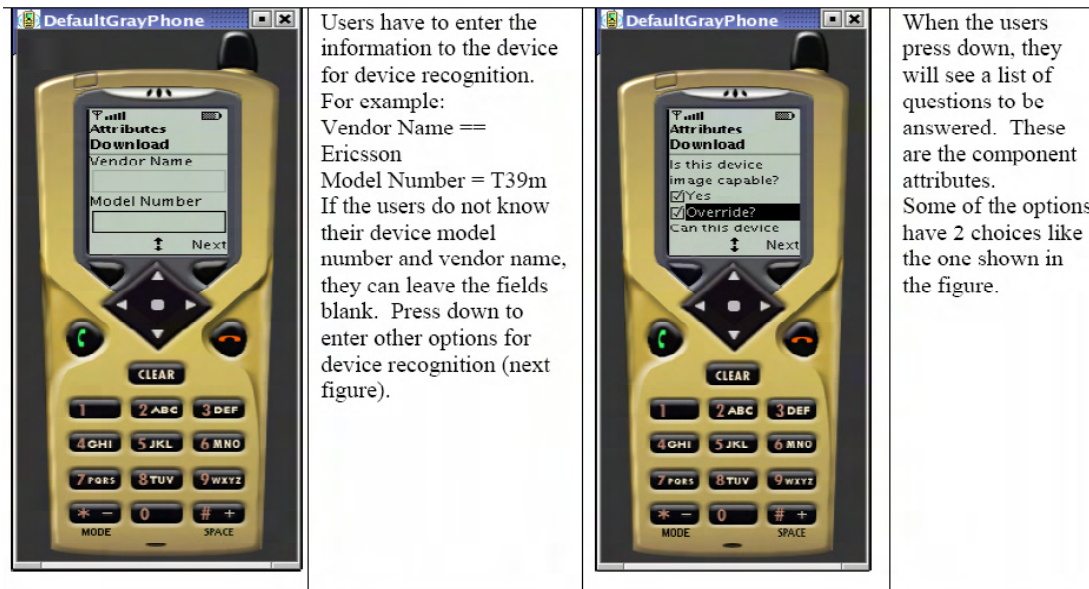 DefaultGrayPhone
Attributes
Download
Vendor Name
Model Number
Next
CLEAR
1 2 ABC 3 DEF
4 GHI 5 JKL 6 MNO
7 PQRS 8 TUV 9 WXYZ
* - 0 # +
MODE SPACE
Users have to enter the
information to the device
for device recognition.
For example:
Vendor Name ==
Ericsson
Model Number = T39m
If the users do not know
their device model
number and vendor name,
they can leave the fields
blank. Press down to
enter other options for
device recognition (next
figure).
DefaultGrayPhone
Attributes
Download
Is this device
image capable?
Yes
Override?
Can this device
Next
CLEAR
1 2 ABC 3 DEF
4 GHI 5 JKL 6 MNO
7 PQRS 8 TUV 9 WXYZ
* - 0 # +
MODE SPACE
When the users
press down, they
will see a list of
questions to be
answered. These
are the component
attributes.
Some of the options
have 2 choices like
the one shown in
the figure.